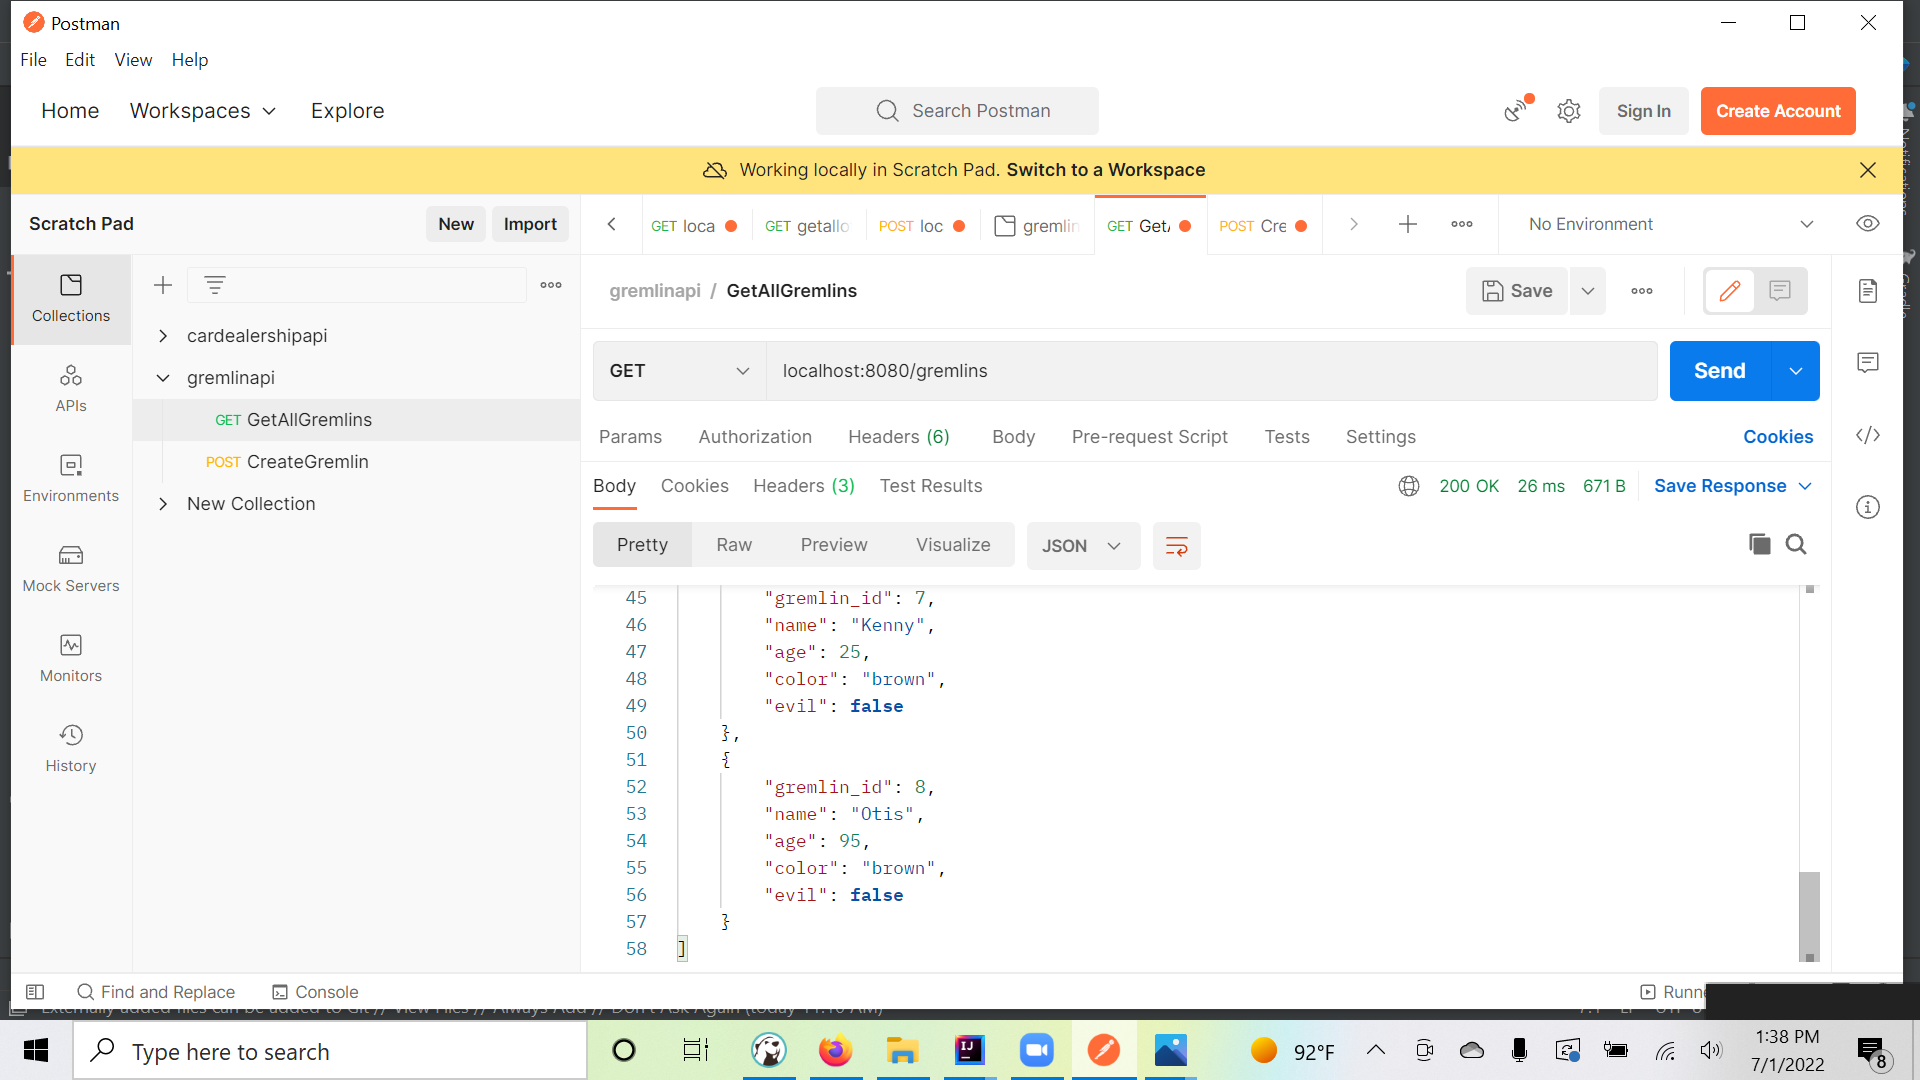 Postman
File Edit View Help
Home Workspaces Explore
Search Postman
Sign In
Create Account
Working locally in Scratch Pad. Switch to a Workspace
Scratch Pad
New
Import
GET loca
GET getallo
POST loc
gremlin
GET GetA
POST Cre
No Environment
Collections
APIs
Environments
Mock Servers
Monitors
History
cardealershipapi
gremlinapi
GET GetAllGremlins
POST CreateGremlin
New Collection
gremlinapi / GetAllGremlins
Save
GET
localhost:8080/gremlins
Send
Params Authorization Headers (6) Body Pre-request Script Tests Settings
Cookies
Body Cookies Headers (3) Test Results
200 OK 26 ms 671 B Save Response
Pretty Raw Preview Visualize
JSON
45 "gremlin_id": 7,
46 "name": "Kenny",
47 "age": 25,
48 "color": "brown",
49 "evil": false
50 },
51 {
52 "gremlin_id": 8,
53 "name": "Otis",
54 "age": 95,
55 "color": "brown",
56 "evil": false
57 }
58 ]
Find and Replace
Console
Runne
Type here to search
IJ
92°F
1:38 PM
7/1/2022
8